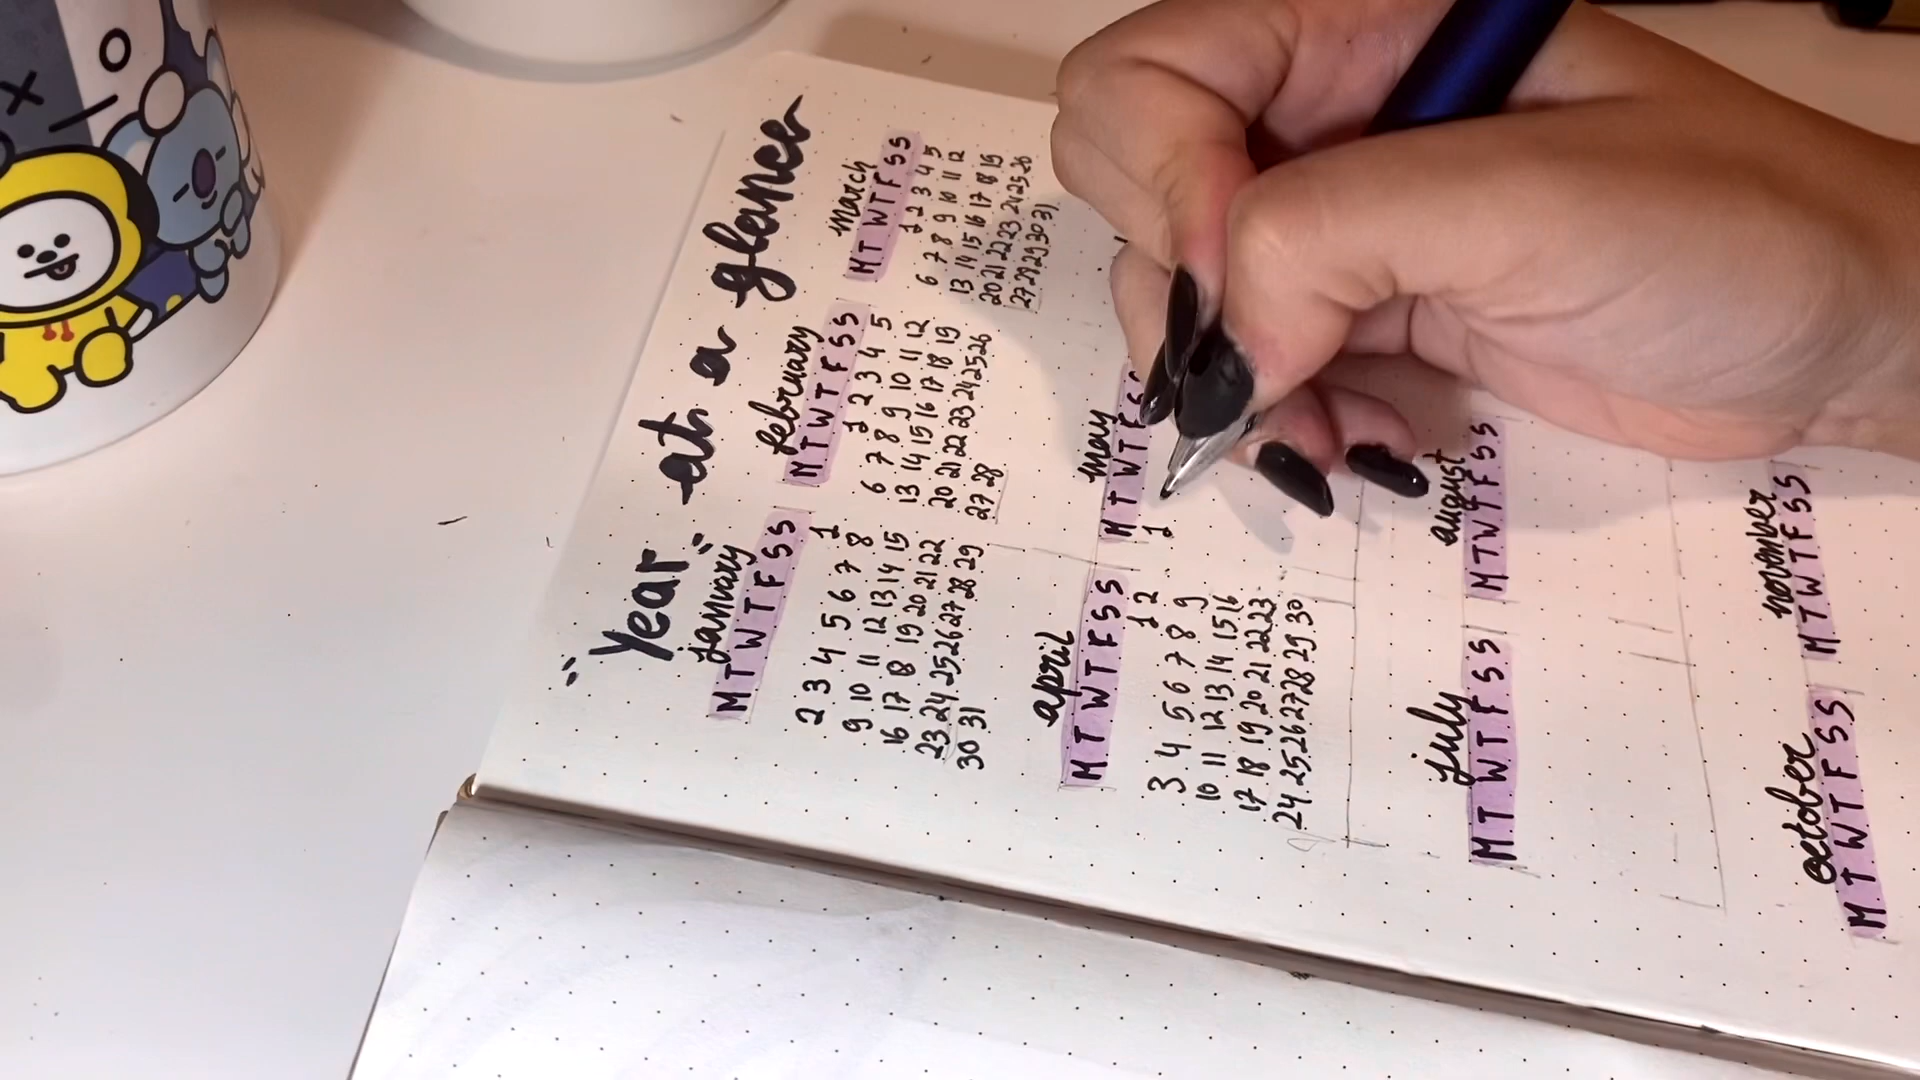 "Year" at a glance
january
M T W T F S S
1
2 3 4 5 6 7 8
9 10 11 12 13 14 15
16 17 18 19 20 21 22
23 24 25 26 27 28 29
30 31
february
M T W T F S S
1 2 3 4 5
6 7 8 9 10 11 12
13 14 15 16 17 18 19
20 21 22 23 24 25 26
27 28
march
M T W T F S S
1 2 3 4 5
6 7 8 9 10 11 12
13 14 15 16 17 18 19
20 21 22 23 24 25 26
27 28 29 30 31
april
M T W T F S S
1 2
3 4 5 6 7 8 9
10 11 12 13 14 15 16
17 18 19 20 21 22 23
24 25 26 27 28 29 30
may
M T W T F S
1
july
M T W T F S S
august
M T W T F S S
october
M T W T F S S
november
M T W T F S S